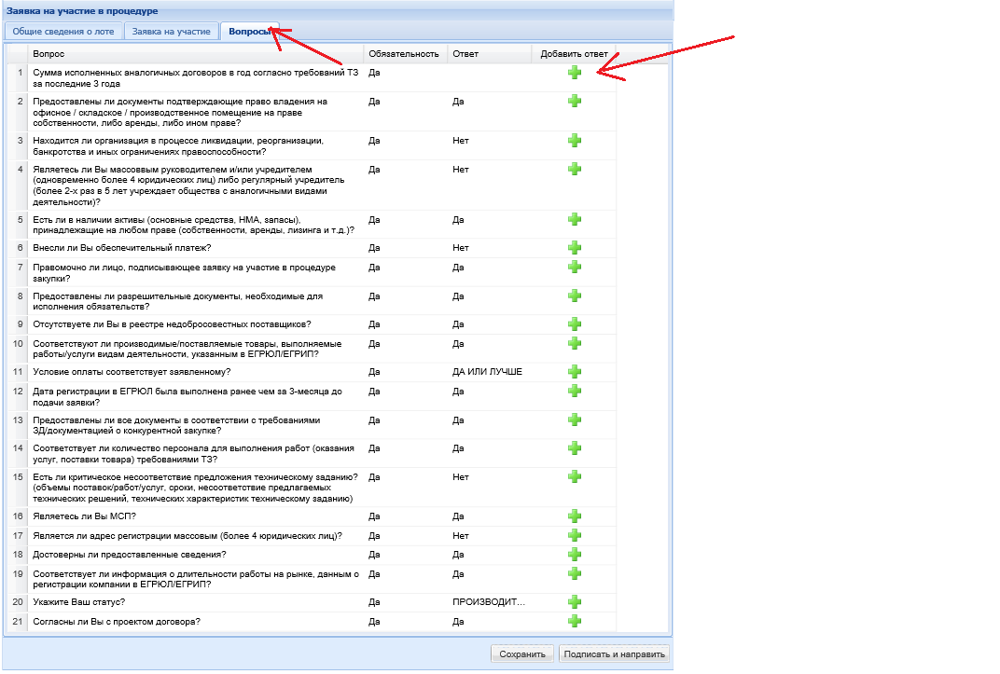 Заявка на участие в процедуре
Общие сведения о лоте Заявка на участие Вопросы
Вопрос Обязательность Ответ Добавить ответ
1 Сумма исполненных аналогичных договоров в год согласно требований ТЗ Да
за последние 3 года
2 Предоставлены ли документы подтверждающие право владения на Да Да
офисное / складское / производственное помещение на праве
собственности, либо аренды, либо ином праве?
3 Находится ли организация в процессе ликвидации, реорганизации, Да Нет
банкротства и иных ограничениях правоспособности?
4 Являетесь ли Вы массоввым руководителем и/или учредителем Да Нет
(одновременно более 4 юридических лиц) либо регулярный учредитель
(более 2-х раз в 5 лет учреждает общества с аналогичными видами
деятельности)?
5 Есть ли в наличии активы (основные средства, НМА, запасы), Да Да
принадлежащие на любом праве (собственности, аренды, лизинга и т.д.)?
6 Внесли ли Вы обеспечительный платеж? Да Нет
7 Правомочно ли лицо, подписывающее заявку на участие в процедуре Да Да
закупки?
8 Предоставлены ли разрешительные документы, необходимые для Да Да
исполнения обязательств?
9 Отсутствуете ли Вы в реестре недобросовестных поставщиков? Да Да
10 Соответствуют ли производимые/поставляемые товары, выполняемые Да Да
работы/услуги видам деятельности, указанным в ЕГРЮЛ/ЕГРИП?
11 Условие оплаты соответствует заявленному? Да ДА ИЛИ ЛУЧШЕ
12 Дата регистрации в ЕГРЮЛ была выполнена ранее чем за 3-месяца до Да Да
подачи заявки?
13 Предоставлены ли все документы в соответствии с требованиями Да Да
ЗД/документацией о конкурентной закупке?
14 Соответствует ли количество персонала для выполнения работ (оказания Да Да
услуг, поставки товара) требованиями ТЗ?
15 Есть ли критическое несоответствие предложения техническому заданию? Да Нет
(объемы поставок/работ/услуг, сроки, несоответствие предлагаемых
технических решений, технических характеристик техническому заданию)
16 Являетесь ли Вы МСП? Да Да
17 Является ли адрес регистрации массовым (более 4 юридических лиц)? Да Нет
18 Достоверны ли предоставленные сведения? Да Да
19 Соответствует ли информация о длительности работы на рынке, данным о Да Да
регистрации компании в ЕГРЮЛ/ЕГРИП?
20 Укажите Ваш статус? Да ПРОИЗВОДИТ...
21 Согласны ли Вы с проектом договора? Да Да
Сохранить Подписать и направить